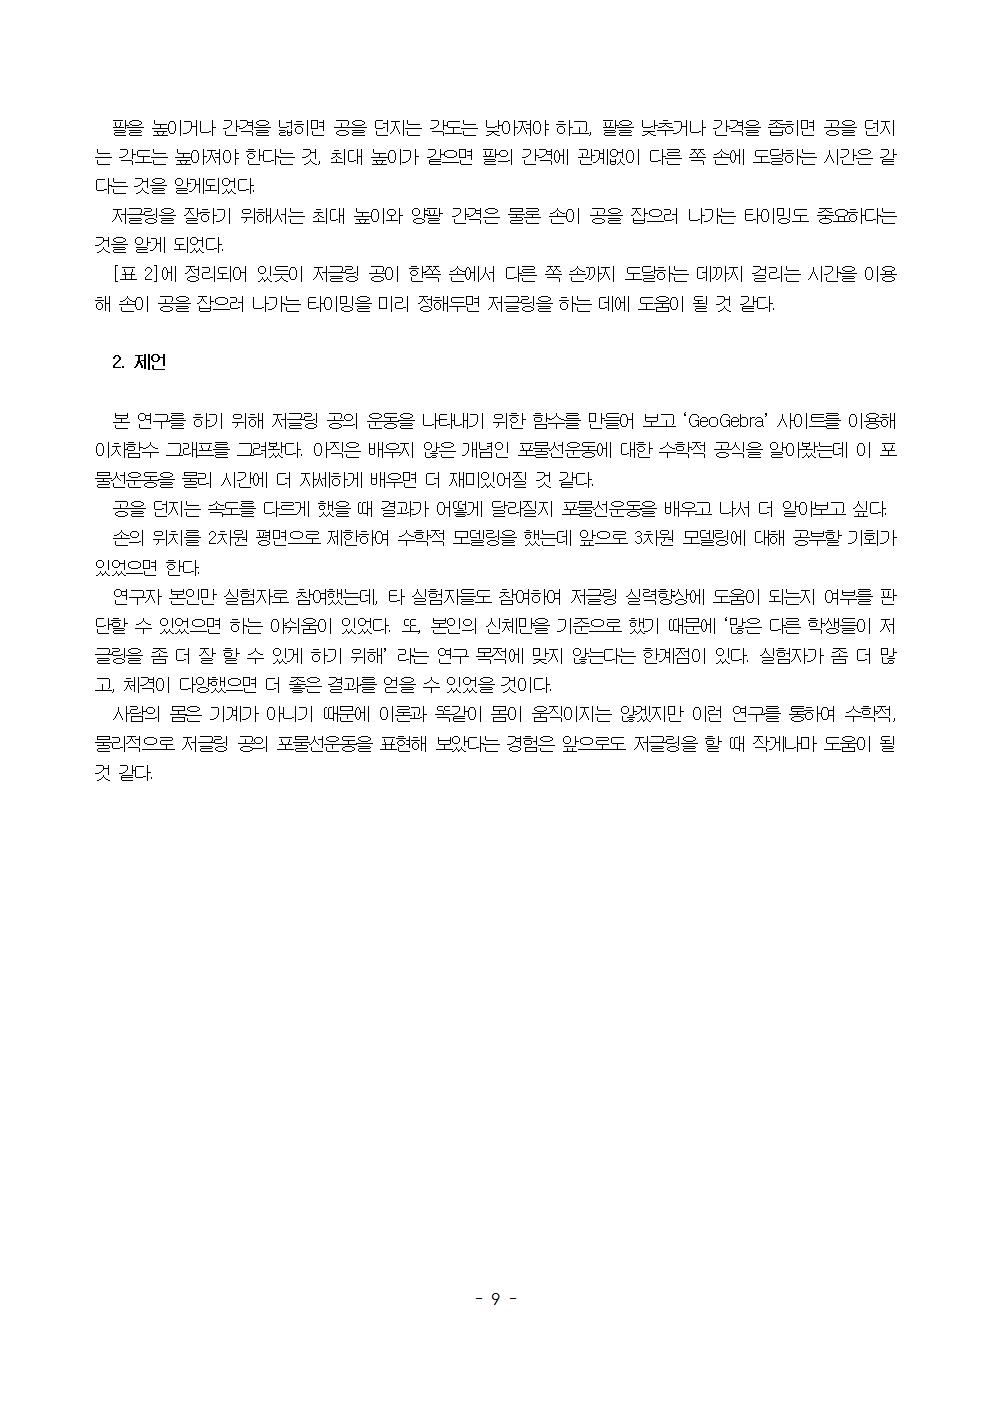 팔을 높이거나 간격을 넓히면 공을 던지는 각도는 낮아져야 하고, 팔을 낮추거나 간격을 좁히면 공을 던지
는 각도는 높아져야 한다는 것, 최대 높이가 같으면 팔의 간격에 관계없이 다른 쪽 손에 도달하는 시간은 같
다는 것을 알게되었다.
저글링을 잘하기 위해서는 최대 높이와 양팔 간격은 물론 손이 공을 잡으러 나가는 타이밍도 중요하다는
것을 알게 되었다.
[표 2]에 정리되어 있듯이 저글링 공이 한쪽 손에서 다른 쪽 손까지 도달하는 데까지 걸리는 시간을 이용
해 손이 공을 잡으러 나가는 타이밍을 미리 정해두면 저글링을 하는 데에 도움이 될 것 같다.
2. 제언
본 연구를 하기 위해 저글링 공의 운동을 나타내기 위한 함수를 만들어 보고 ‘GeoGebra’ 사이트를 이용해
이차함수 그래프를 그려봤다. 아직은 배우지 않은 개념인 포물선운동에 대한 수학적 공식을 알아봤는데 이 포
물선운동을 물리 시간에 더 자세하게 배우면 더 재미있어질 것 같다.
공을 던지는 속도를 다르게 했을 때 결과가 어떻게 달라질지 포물선운동을 배우고 나서 더 알아보고 싶다.
손의 위치를 2차원 평면으로 제한하여 수학적 모델링을 했는데 앞으로 3차원 모델링에 대해 공부할 기회가
있었으면 한다.
연구자 본인만 실험자로 참여했는데, 타 실험자들도 참여하여 저글링 실력향상에 도움이 되는지 여부를 판
단할 수 있었으면 하는 아쉬움이 있었다. 또, 본인의 신체만을 기준으로 했기 때문에 ‘많은 다른 학생들이 저
글링을 좀 더 잘 할 수 있게 하기 위해’ 라는 연구 목적에 맞지 않는다는 한계점이 있다. 실험자가 좀 더 많
고, 체격이 다양했으면 더 좋은 결과를 얻을 수 있었을 것이다.
사람의 몸은 기계가 아니기 때문에 이론과 똑같이 몸이 움직이지는 않겠지만 이런 연구를 통하여 수학적,
물리적으로 저글링 공의 포물선운동을 표현해 보았다는 경험은 앞으로도 저글링을 할 때 작게나마 도움이 될
것 같다.
- 9 -